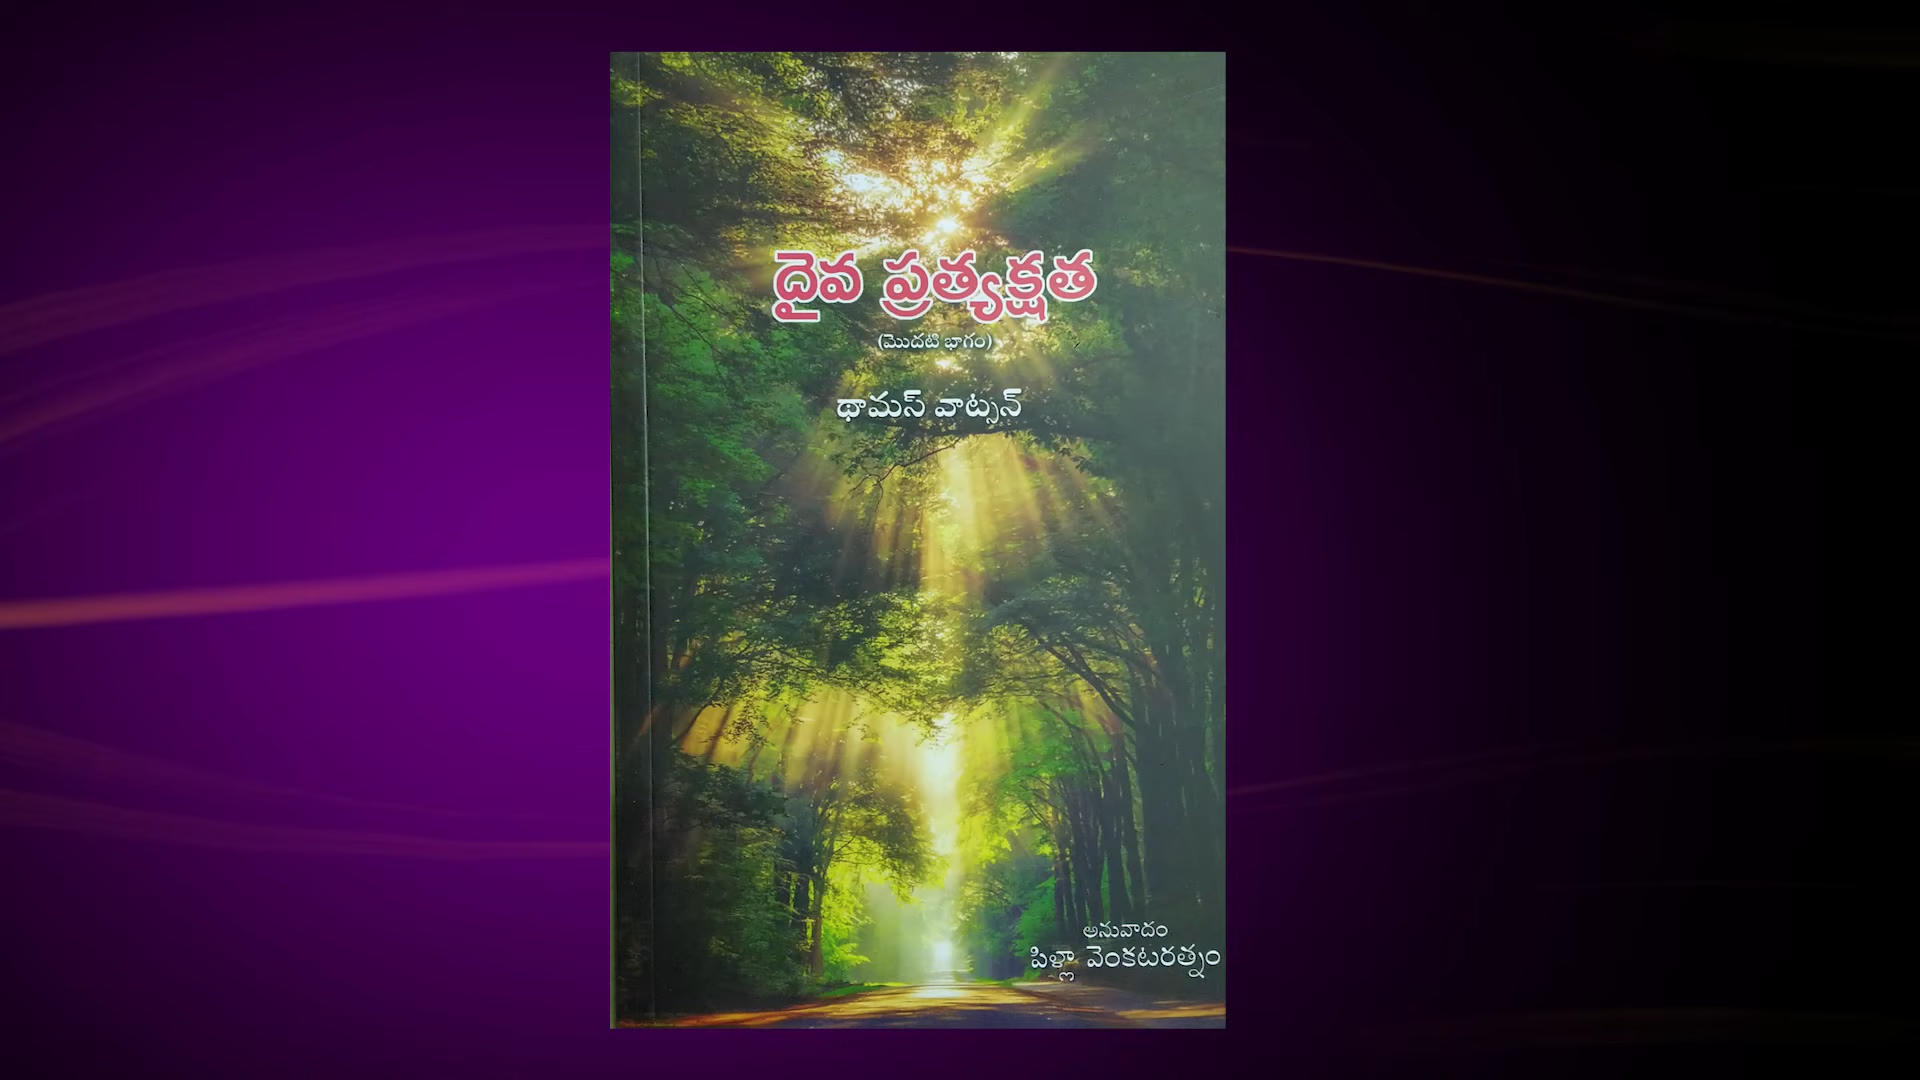 దైవ ప్రత్యక్షత
(మొదటి భాగం)
థామస్ వాట్సన్
అనువాదం
పిళ్లా వెంకటరత్నం